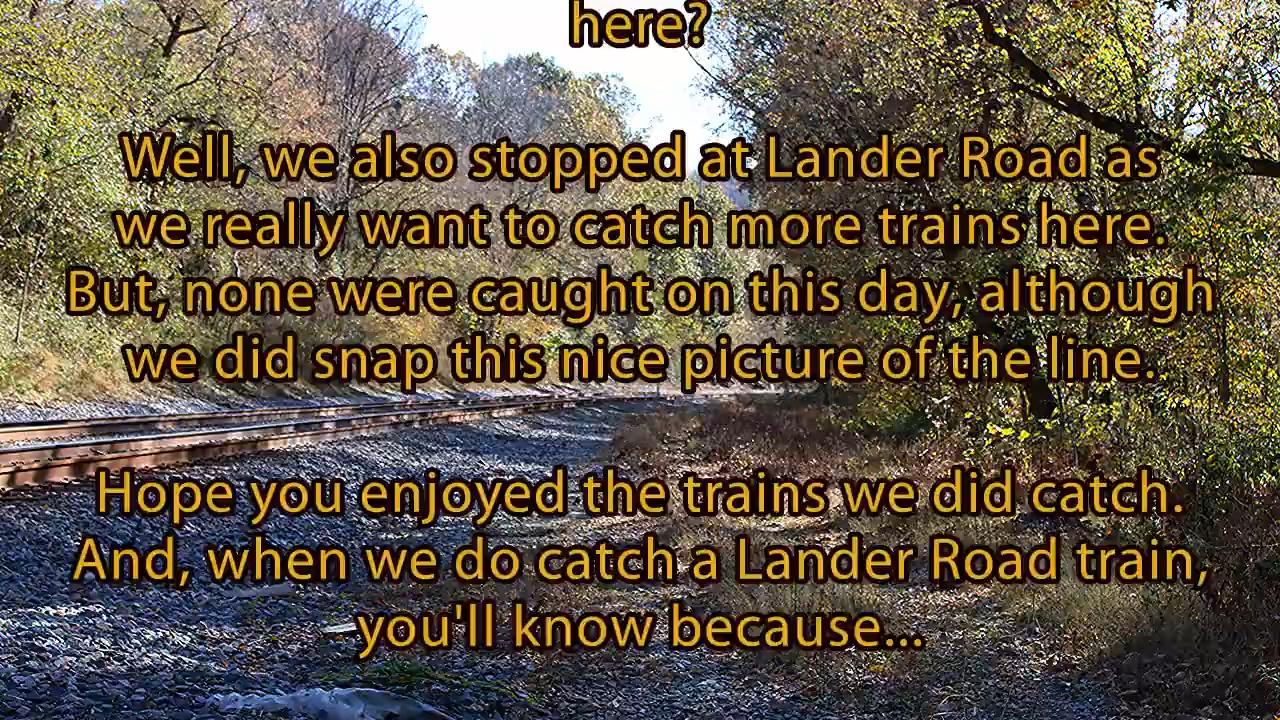 here?
Well, we also stopped at Lander Road as
we really want to catch more trains here.
But, none were caught on this day, although
we did snap this nice picture of the line.
Hope you enjoyed the trains we did catch.
And, when we do catch a Lander Road train,
you'll know because...